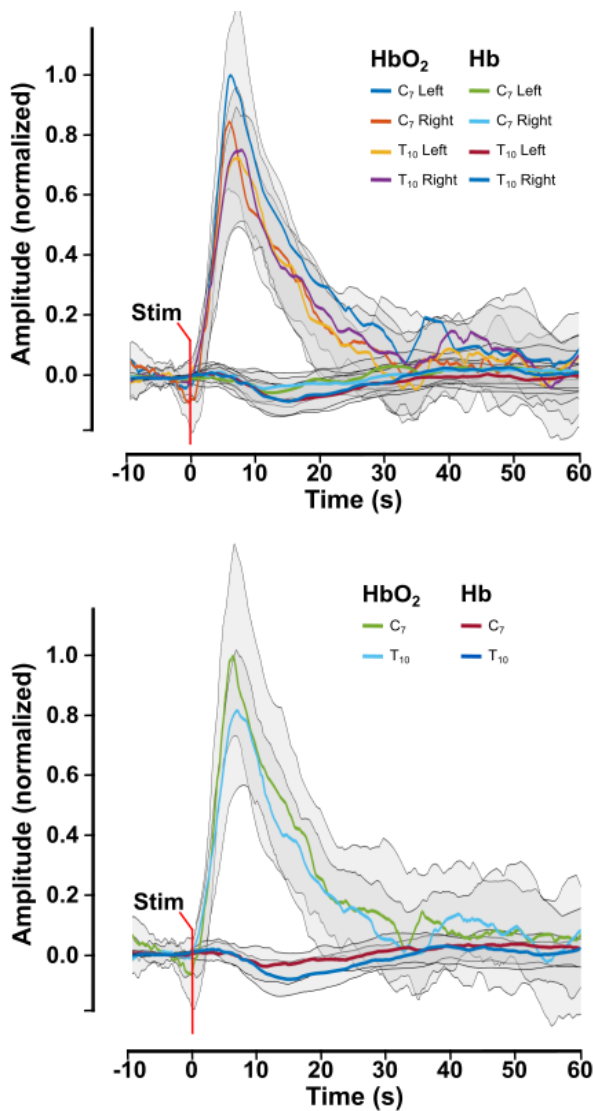 HbO₂ Hb
C₇ Left C₇ Left
C₇ Right C₇ Right
T₁₀ Left T₁₀ Left
T₁₀ Right T₁₀ Right
Amplitude (normalized)
1.0
0.8
0.6
0.4
0.2
0.0
Stim
-10 0 10 20 30 40 50 60
Time (s)
HbO₂ Hb
C₇ C₇
T₁₀ T₁₀
Amplitude (normalized)
1.0
0.8
0.6
0.4
0.2
0.0
Stim
-10 0 10 20 30 40 50 60
Time (s)